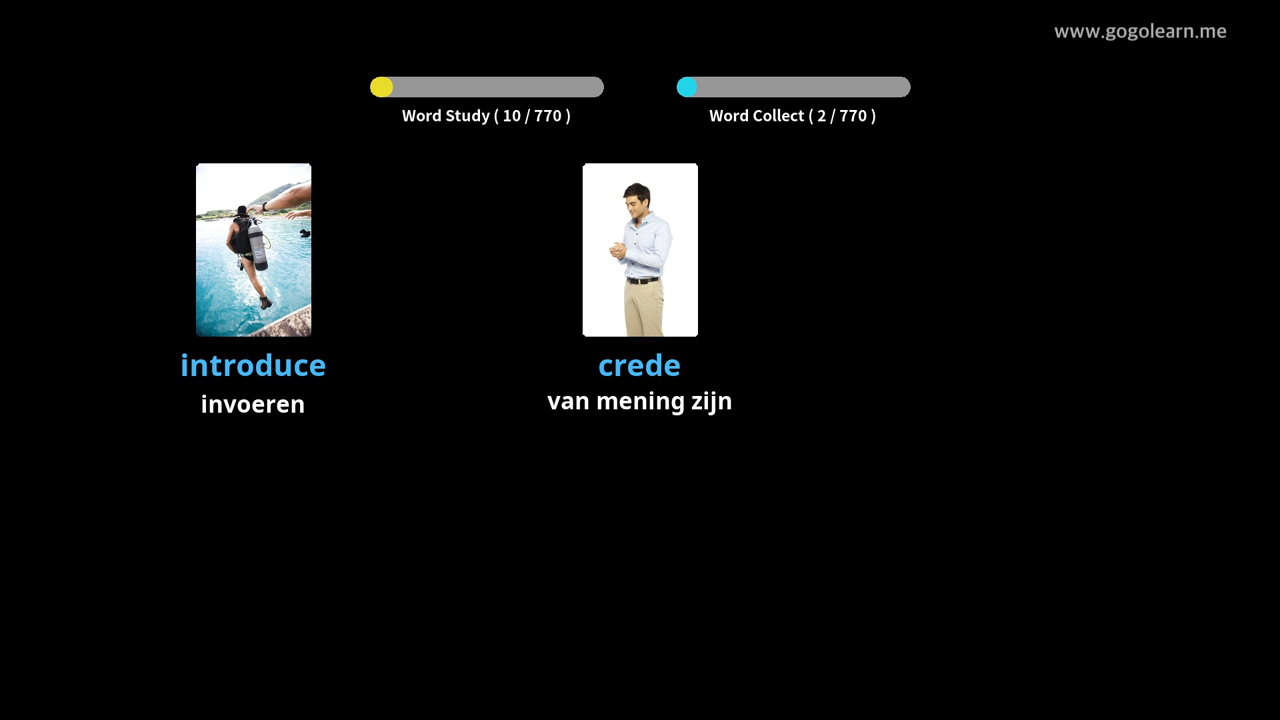 www.gogolearn.me
Word Study ( 10 / 770 )
Word Collect ( 2 / 770 )
introduce
invoeren
crede
van mening zijn